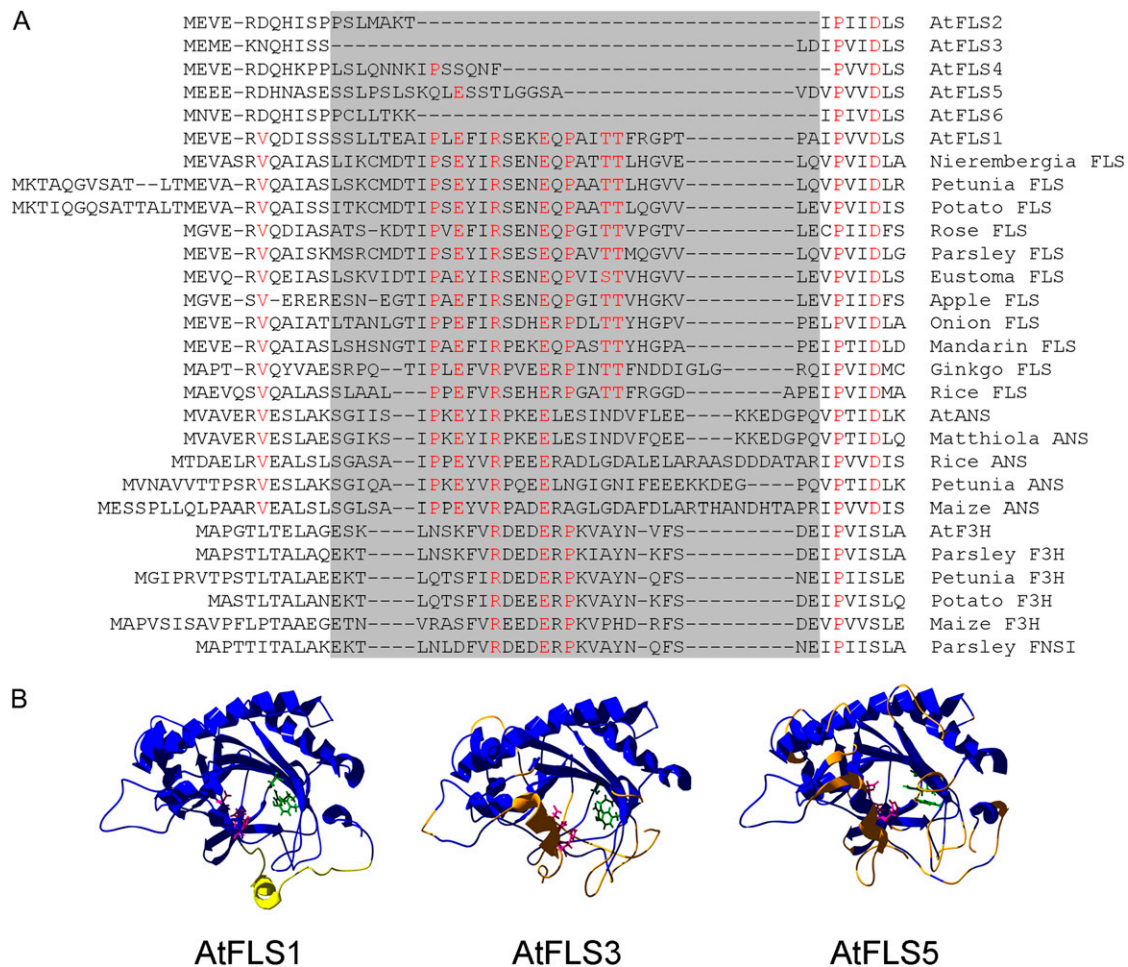 A
MEVE-RDQHISPPSLMAKT---------------------------------IPIIDLS AtFLS2
MEME-KNQHISS--------------------------------------LDIPVIDLS AtFLS3
MEVE-RDQHKPPLSLQNNKIPSSQNF---------------------------PVVDLS AtFLS4
MEEE-RDHNASESSLPSLSKQLESSTLGGSA-------------------VDVPVVDLS AtFLS5
MNVE-RDQHISPPCLLTKK---------------------------------IPIVDLS AtFLS6
MEVE-RVQDISSSSLLTEAIPLEFIRSEKEQPAITTFRGPT---------PAIPVVDLS AtFLS1
MEVASRVQAIASLIKCMDTIPSEYIRSENEQPATTTLHGVE---------LQVPVIDLA Nierembergia FLS
MKTAQGVSAT--LTMEVA-RVQAIASLSKCMDTIPSEYIRSENEQPAATTLHGVV---------LQVPVIDLR Petunia FLS
MKTIQGQSATTALTMEVA-RVQAISSITKCMDTIPSEYIRSENEQPAATTLQGVV---------LEVPVIDIS Potato FLS
MGVE-RVQDIASATS-KDTIPVEFIRSENEQPGITTVPGTV---------LECPIIDFS Rose FLS
MEVE-RVQAISKMSRCMDTIPSEYIRSESEQPAVTTMQGVV---------LQVPVIDLG Parsley FLS
MEVQ-RVQEIASLSKVIDTIPAEYIRSENEQPVISTVHGVV---------LEVPVIDLS Eustoma FLS
MGVE-SV-ERERESN-EGTIPAEFIRSENEQPGITTVHGKV---------LEVPIIDFS Apple FLS
MEVE-RVQAIATLTANLGTIPPEFIRSDHERPDLTTYHGPV---------PELPVIDLA Onion FLS
MEVE-RVQAIASLSHSNGTIPAEFIRPEKEQPASTTYHGPA---------PEIPTIDLD Mandarin FLS
MAPT-RVQYVAESRPQ--TIPLEFVRPVEERPINTTFNDDIGLG------RQIPVIDMC Ginkgo FLS
MAEVQSVQALASSLAAL--PPEFVRSEHERPGATTFRGGD--------APEIPVIDMA Rice FLS
MVAVERVESLAKSGIIS--IPKEYIRPKEELESINDVFLEE----KKEDGPQVPTIDLK AtANS
MVAVERVESLAKSGIKS--IPKEYIRPKEELESINDVFQEE----KKEDGPQVPTIDLQ Matthiola ANS
MTDAELRVEALSLSGASA--IPPEYVRPEEERADLGDALELARAASDDDATARIPVVDIS Rice ANS
MVNAVVTTPSRVESLAKSGIQA--IPKEYVRPQEELNGIGNIFEEEKKDEG----PQVPTIDLK Petunia ANS
MESSPLLQLPAARVEALSLSGLSA--IPPEYVRPADERAGLGDAFDLARTHANDHTAPRIPVVDIS Maize ANS
MAPGTLTELAGESK----LNSKFVRDEDERPKVAYN-VFS---------DEIPVISLA AtF3H
MAPSTLTALAQEKT----LNSKFVRDEDERPKIAYN-KFS---------DEIPVISLA Parsley F3H
MGIPRVTPSTLTALAEEKT----LQTSFIRDEDERPKIAYN-QFS---------NEIPIISLE Petunia F3H
MASTLTALANEKT----LQTSFIRDEEERPKIAYN-KFS---------DEIPVISLQ Potato F3H
MAPVSISAVPFLPTAAEGETN----VRASFVREEDERPKVPHD-RFS---------DEVPVVSLE Maize F3H
MAPTTITALAKEKT----LNLDFVRDEDERPKVAYN-QFS---------NEIPIISLA Parsley FNSI
B
AtFLS1 AtFLS3 AtFLS5